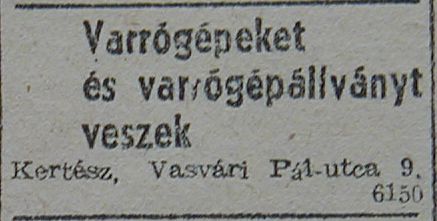 Varrógépeket
és varrógépállványt
veszek
Kertész, Vasvári Pál-utca 9.
6150